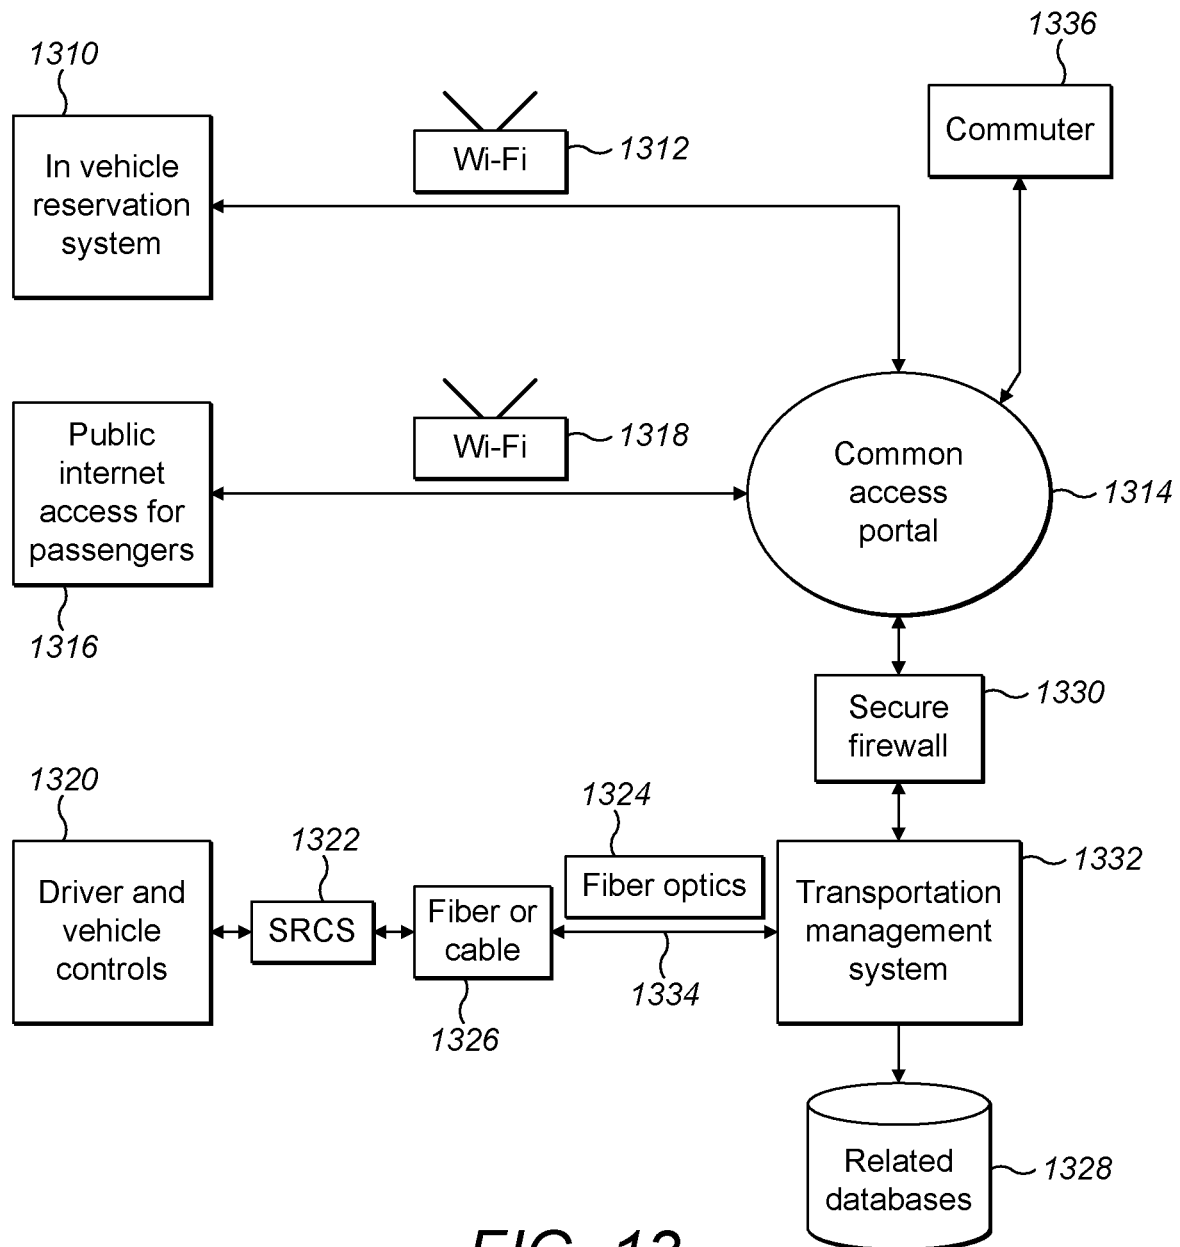 1310
1336
In vehicle
reservation
system
Wi-Fi
1312
Commuter
Public
internet
access for
passengers
1316
Wi-Fi
1318
Common
access
portal
1314
Secure
firewall
1330
1320
Driver and
vehicle
controls
1322
SRCS
Fiber or
cable
1326
1324
Fiber optics
1334
Transportation
management
system
1332
Related
databases
1328